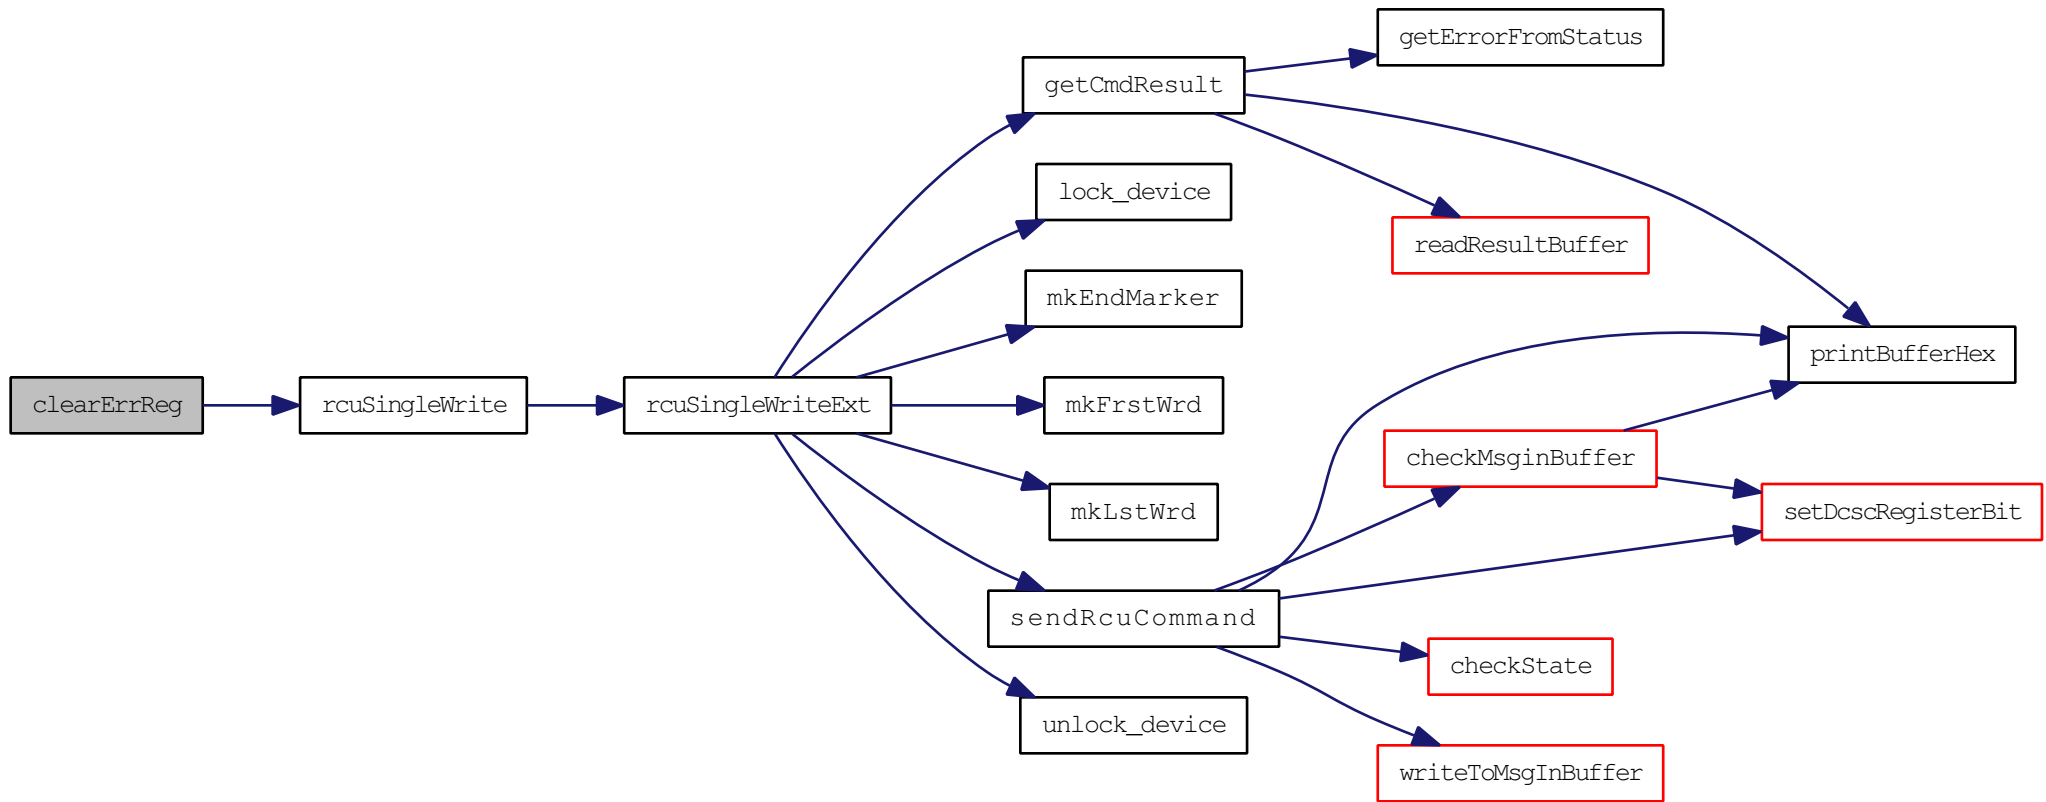 getErrorFromStatus
getCmdResult
lock_device
readResultBuffer
mkEndMarker
printBufferHex
clearErrReg
rcuSingleWrite
rcuSingleWriteExt
mkFrstWrd
checkMsginBuffer
mkLstWrd
setDcscRegisterBit
sendRcuCommand
checkState
unlock_device
writeToMsgInBuffer